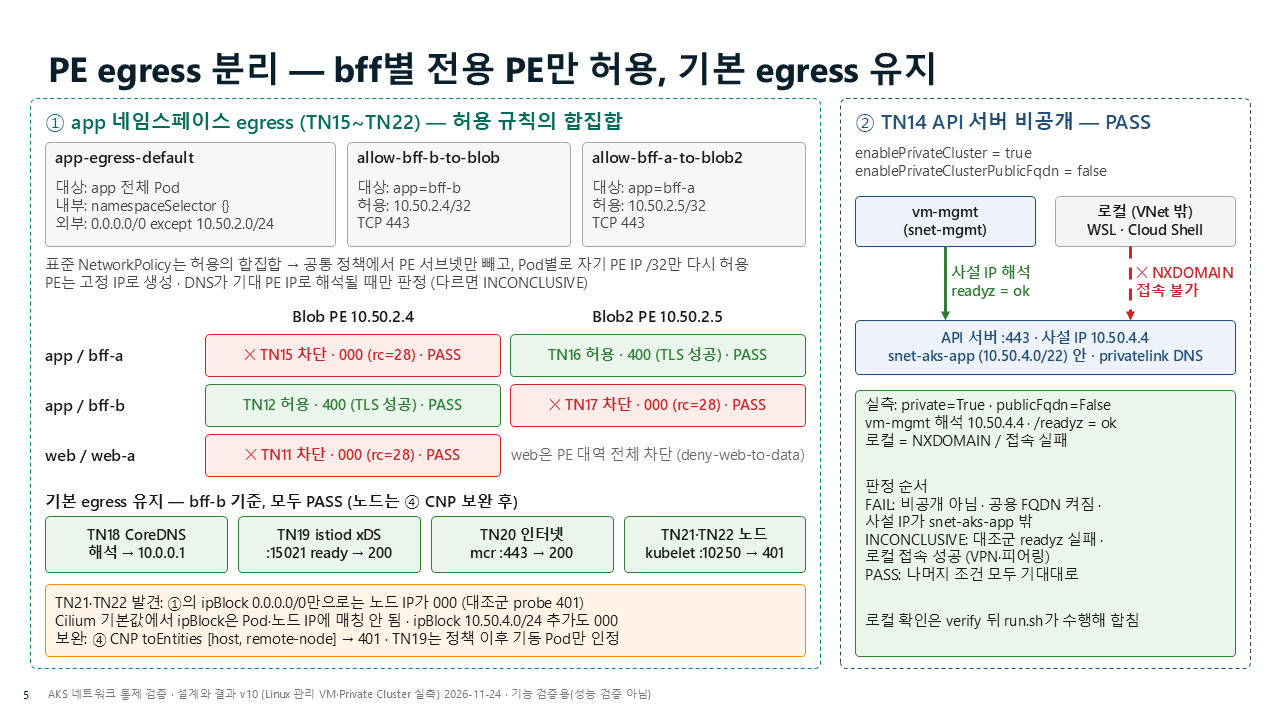 PE egress 분리 — bff별 전용 PE만 허용, 기본 egress 유지
① app 네임스페이스 egress (TN15~TN22) — 허용 규칙의 합집합
app-egress-default
대상: app 전체 Pod
내부: namespaceSelector {}
외부: 0.0.0.0/0 except 10.50.2.0/24
allow-bff-b-to-blob
대상: app=bff-b
허용: 10.50.2.4/32
TCP 443
allow-bff-a-to-blob2
대상: app=bff-a
허용: 10.50.2.5/32
TCP 443
표준 NetworkPolicy는 허용의 합집합 → 공통 정책에서 PE 서브넷만 빼고, Pod별로 자기 PE IP /32만 다시 허용
PE는 고정 IP로 생성 · DNS가 기대 PE IP로 해석될 때만 판정 (다르면 INCONCLUSIVE)
Blob PE 10.50.2.4
Blob2 PE 10.50.2.5
app / bff-a
× TN15 차단 · 000 (rc=28) · PASS
TN16 허용 · 400 (TLS 성공) · PASS
app / bff-b
TN12 허용 · 400 (TLS 성공) · PASS
× TN17 차단 · 000 (rc=28) · PASS
web / web-a
× TN11 차단 · 000 (rc=28) · PASS
web은 PE 대역 전체 차단 (deny-web-to-data)
기본 egress 유지 — bff-b 기준, 모두 PASS (노드는 ④ CNP 보완 후)
TN18 CoreDNS
해석 → 10.0.0.1
TN19 istiod xDS
:15021 ready → 200
TN20 인터넷
mcr :443 → 200
TN21·TN22 노드
kubelet :10250 → 401
TN21·TN22 발견: ①의 ipBlock 0.0.0.0/0만으로는 노드 IP가 000 (대조군 probe 401)
Cilium 기본값에서 ipBlock은 Pod·노드 IP에 매칭 안 됨 · ipBlock 10.50.4.0/24 추가도 000
보완: ④ CNP toEntities [host, remote-node] → 401 · TN19는 정책 이후 기동 Pod만 인정
② TN14 API 서버 비공개 — PASS
enablePrivateCluster = true
enablePrivateClusterPublicFqdn = false
vm-mgmt
(snet-mgmt)
로컬 (VNet 밖)
WSL · Cloud Shell
사설 IP 해석
readyz = ok
× NXDOMAIN
접속 불가
API 서버 :443 · 사설 IP 10.50.4.4
snet-aks-app (10.50.4.0/22) 안 · privatelink DNS
실측: private=True · publicFqdn=False
vm-mgmt 해석 10.50.4.4 · /readyz = ok
로컬 = NXDOMAIN / 접속 실패
판정 순서
FAIL: 비공개 아님 · 공용 FQDN 켜짐 ·
사설 IP가 snet-aks-app 밖
INCONCLUSIVE: 대조군 readyz 실패 ·
로컬 접속 성공 (VPN·피어링)
PASS: 나머지 조건 모두 기대대로
로컬 확인은 verify 뒤 run.sh가 수행해 합침
5 AKS 네트워크 통제 검증 · 설계와 결과 v10 (Linux 관리 VM·Private Cluster 실측) 2026-11-24 · 기능 검증용(성능 검증 아님)